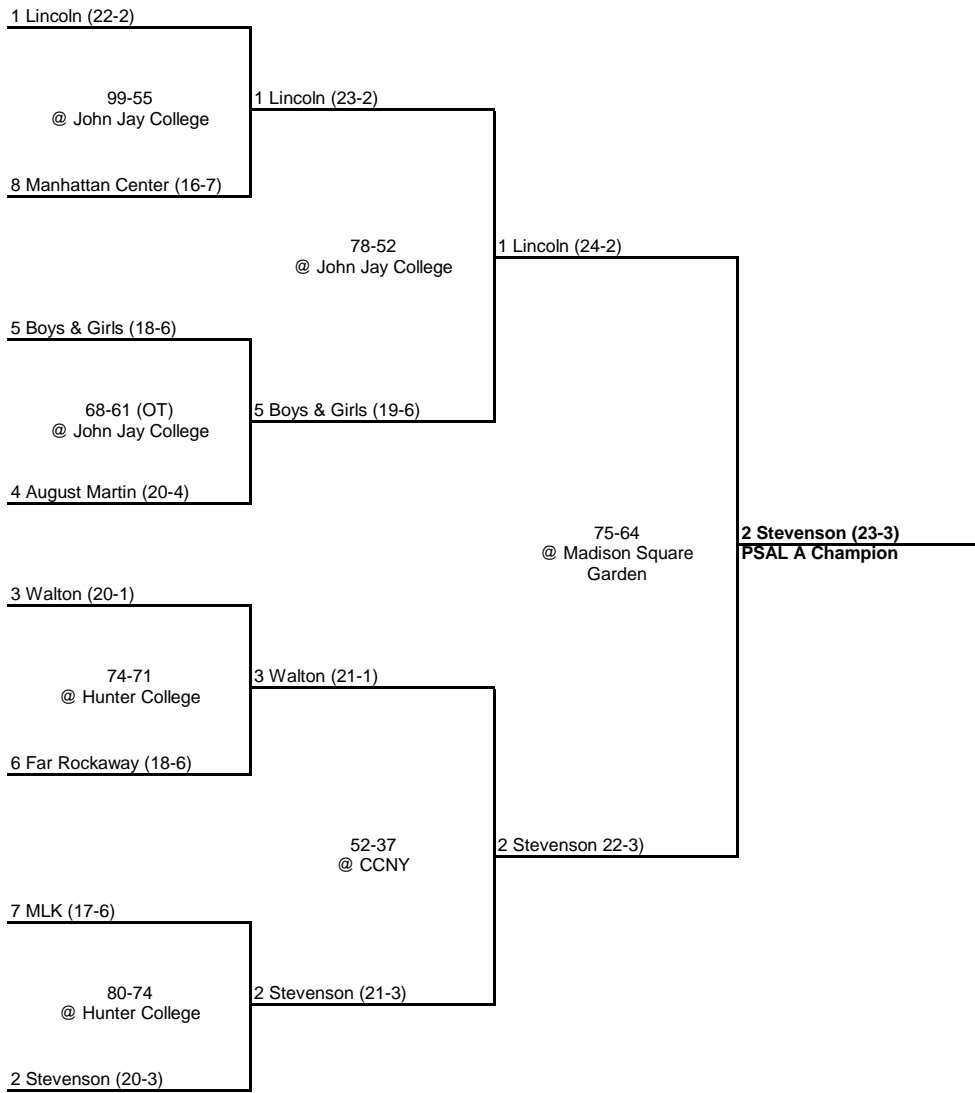 1 Lincoln (22-2)
99-55
@ John Jay College
1 Lincoln (23-2)
8 Manhattan Center (16-7)
78-52
@ John Jay College
1 Lincoln (24-2)
5 Boys & Girls (18-6)
68-61 (OT)
@ John Jay College
5 Boys & Girls (19-6)
4 August Martin (20-4)
75-64
@ Madison Square
Garden
2 Stevenson (23-3)
PSAL A Champion
3 Walton (20-1)
74-71
@ Hunter College
3 Walton (21-1)
6 Far Rockaway (18-6)
52-37
@ CCNY
2 Stevenson 22-3)
7 MLK (17-6)
80-74
@ Hunter College
2 Stevenson (21-3)
2 Stevenson (20-3)